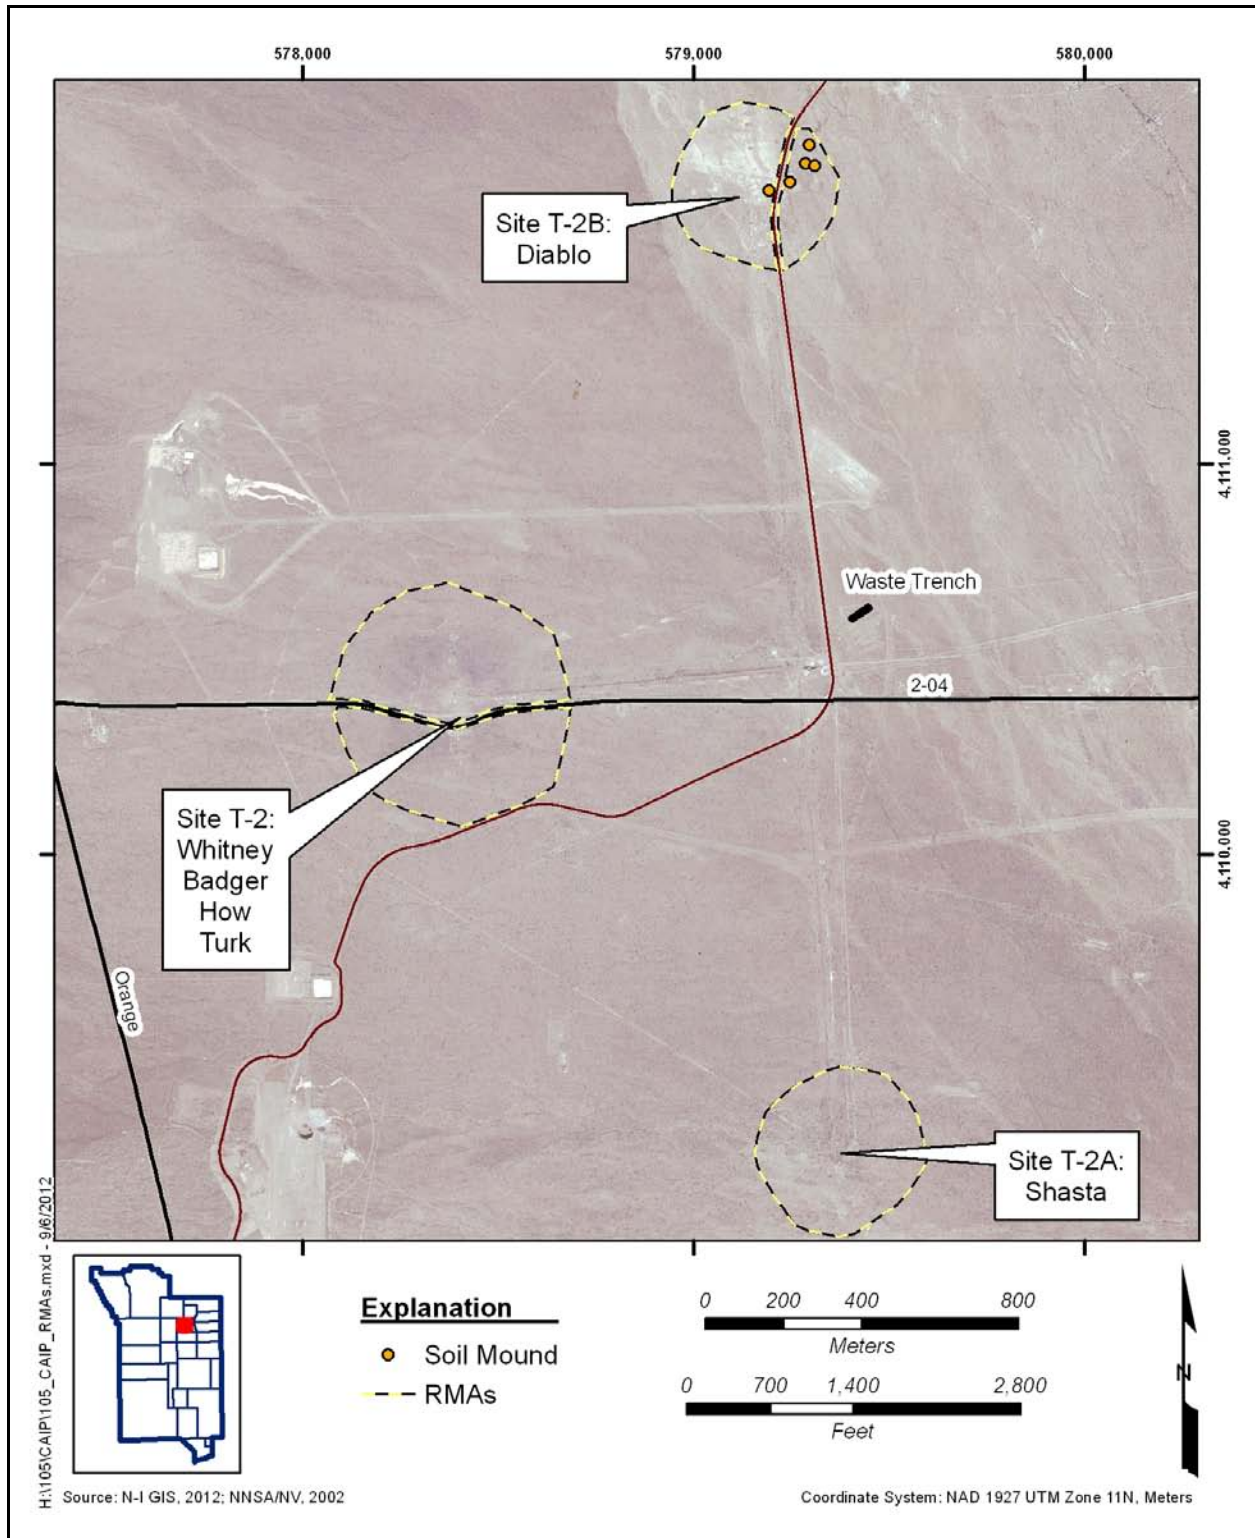 578,000
579,000
580,000
Site T-2B:
Diablo
4,111,000
Waste Trench
2-04
Site T-2:
Whitney
Badger
How
Turk
4,110,000
Orange
Site T-2A:
Shasta
H:\105\CAIP\105_CAIP_RMAs.mxd - 9/6/2012
Explanation
Soil Mound
RMAs
0 200 400 800
Meters
0 700 1,400 2,800
Feet
N
Source: N-I GIS, 2012; NNSA/NV, 2002
Coordinate System: NAD 1927 UTM Zone 11N, Meters